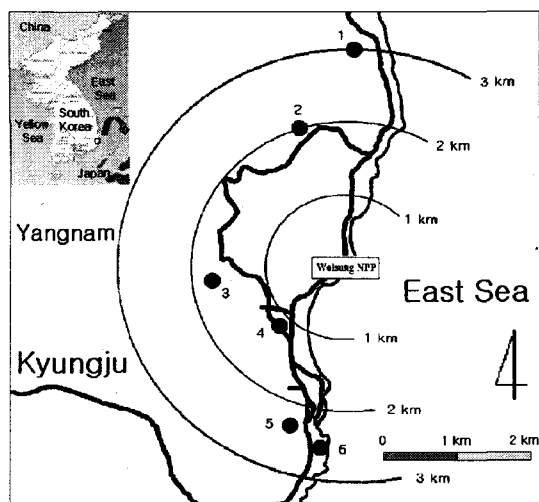 China
East
Sea
South
Korea
Yellow
Sea
Japan
1
3 km
2
2 km
1 km
Yangnam
Wolsung NPP
East Sea
3
4
1 km
Kyungju
2 km
5
6
0 1 km 2 km
3 km